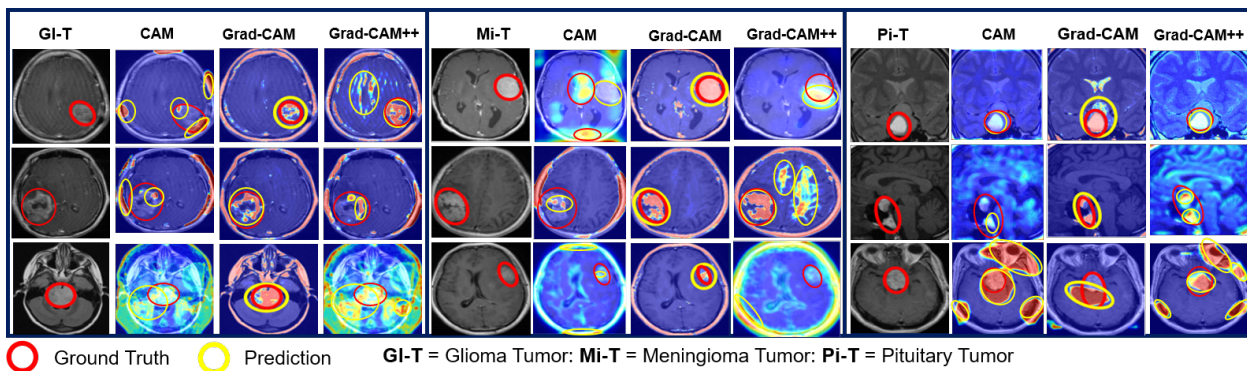 Gl-T CAM Grad-CAM Grad-CAM++ Mi-T CAM Grad-CAM Grad-CAM++ Pi-T CAM Grad-CAM Grad-CAM++
Ground Truth Prediction Gl-T = Glioma Tumor: Mi-T = Meningioma Tumor: Pi-T = Pituitary Tumor